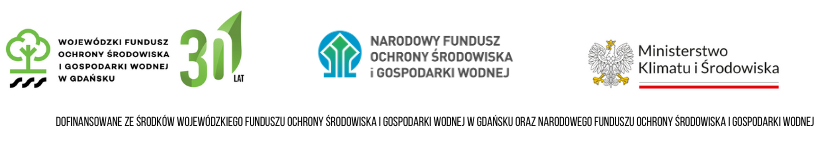 WOJEWÓDZKI FUNDUSZ
OCHRONY ŚRODOWISKA
I GOSPODARKI WODNEJ
W GDAŃSKU
30
LAT
NARODOWY FUNDUSZ
OCHRONY ŚRODOWISKA
i GOSPODARKI WODNEJ
Ministerstwo
Klimatu i Środowiska
DOFINANSOWANE ZE ŚRODKÓW WOJEWÓDZKIEGO FUNDUSZU OCHRONY ŚRODOWISKA I GOSPODARKI WODNEJ W GDAŃSKU ORAZ NARODOWEGO FUNDUSZU OCHRONY ŚRODOWISKA I GOSPODARKI WODNEJ